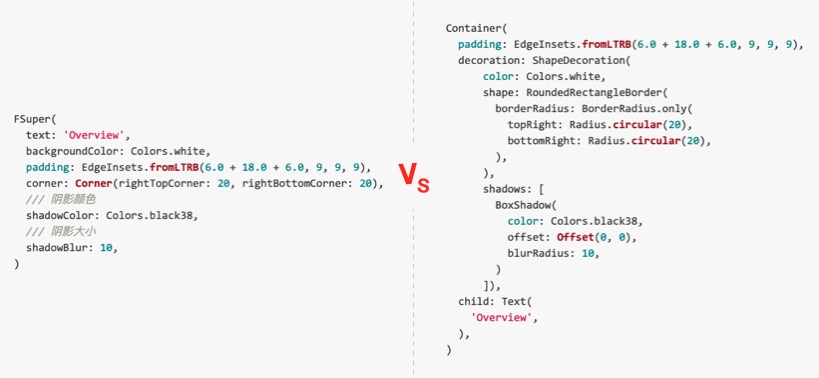 FSuper(
  text: 'Overview',
  backgroundColor: Colors.white,
  padding: EdgeInsets.fromLTRB(6.0 + 18.0 + 6.0, 9, 9, 9),
  corner: Corner(rightTopCorner: 20, rightBottomCorner: 20),
  /// 阴影颜色
  shadowColor: Colors.black38,
  /// 阴影大小
  shadowBlur: 10,
)
VS
Container(
  padding: EdgeInsets.fromLTRB(6.0 + 18.0 + 6.0, 9, 9, 9),
  decoration: ShapeDecoration(
      color: Colors.white,
      shape: RoundedRectangleBorder(
        borderRadius: BorderRadius.only(
          topRight: Radius.circular(20),
          bottomRight: Radius.circular(20),
        ),
      ),
      shadows: [
        BoxShadow(
          color: Colors.black38,
          offset: Offset(0, 0),
          blurRadius: 10,
        )
      ]),
  child: Text(
    'Overview',
  ),
)